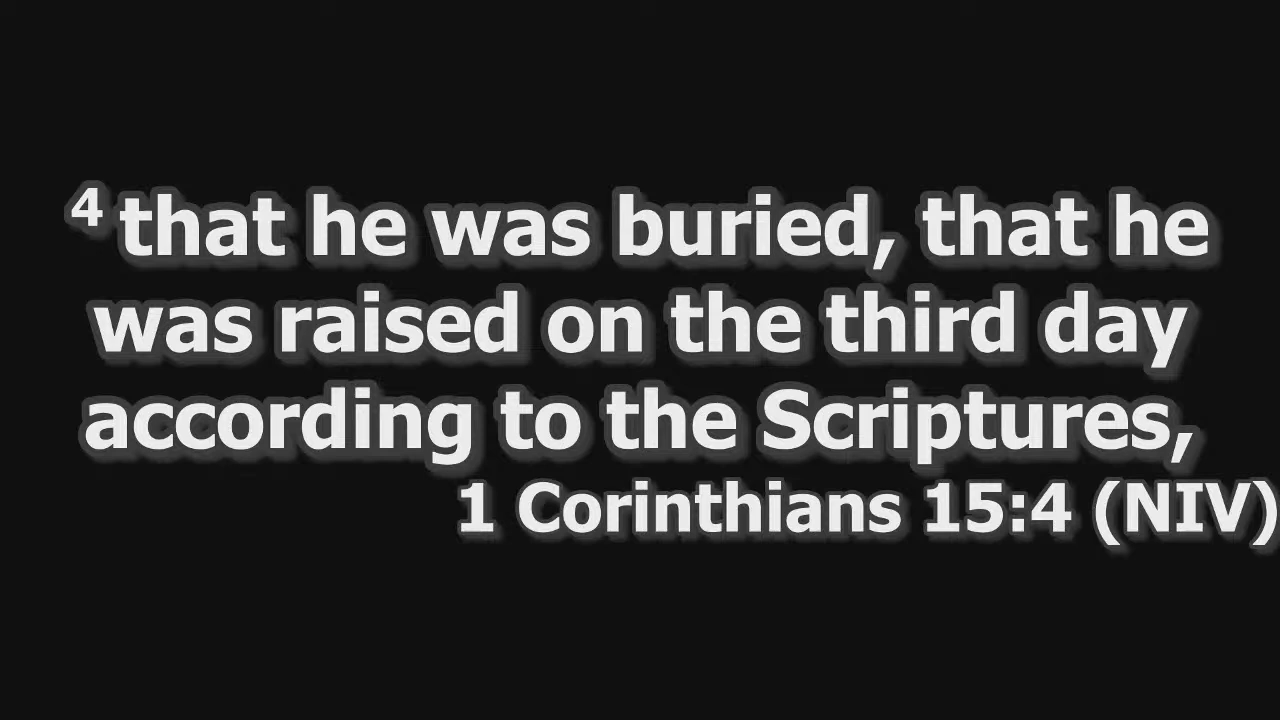 4 that he was buried, that he
was raised on the third day
according to the Scriptures,
1 Corinthians 15:4 (NIV)